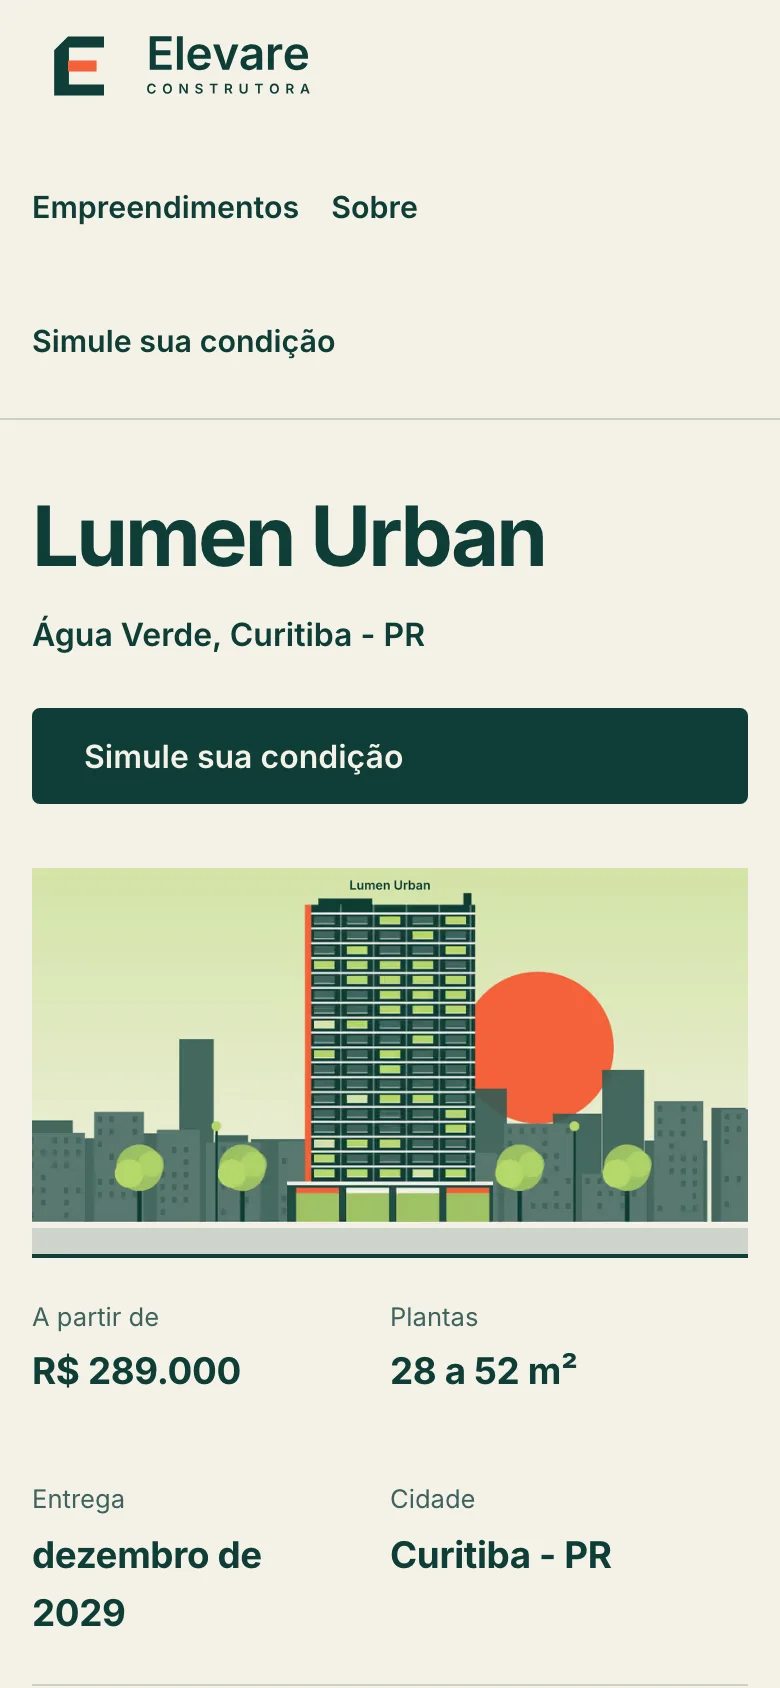 Elevare
CONSTRUTORA
Empreendimentos Sobre
Simule sua condição
Lumen Urban
Água Verde, Curitiba - PR
Simule sua condição
Lumen Urban
A partir de
R$ 289.000
Plantas
28 a 52 m²
Entrega
dezembro de
2029
Cidade
Curitiba - PR